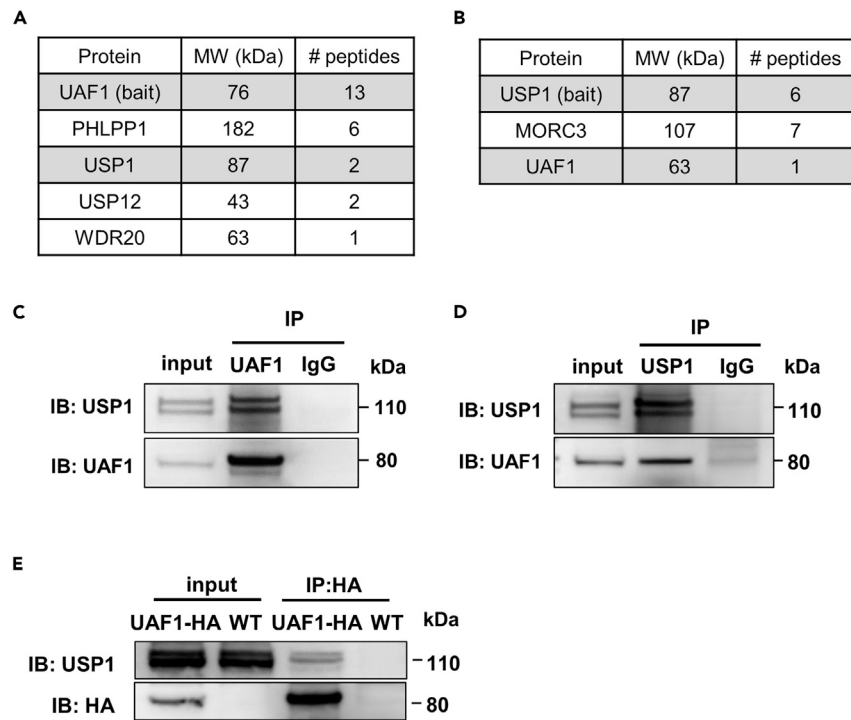 A
Protein MW (kDa) # peptides
UAF1 (bait) 76 13
PHLPP1 182 6
USP1 87 2
USP12 43 2
WDR20 63 1
B
Protein MW (kDa) # peptides
USP1 (bait) 87 6
MORC3 107 7
UAF1 63 1
C
IP
input UAF1 IgG kDa
IB: USP1 110
IB: UAF1 80
D
IP
input USP1 IgG kDa
IB: USP1 110
IB: UAF1 80
E
input IP:HA
UAF1-HA WT UAF1-HA WT kDa
IB: USP1 110
IB: HA 80